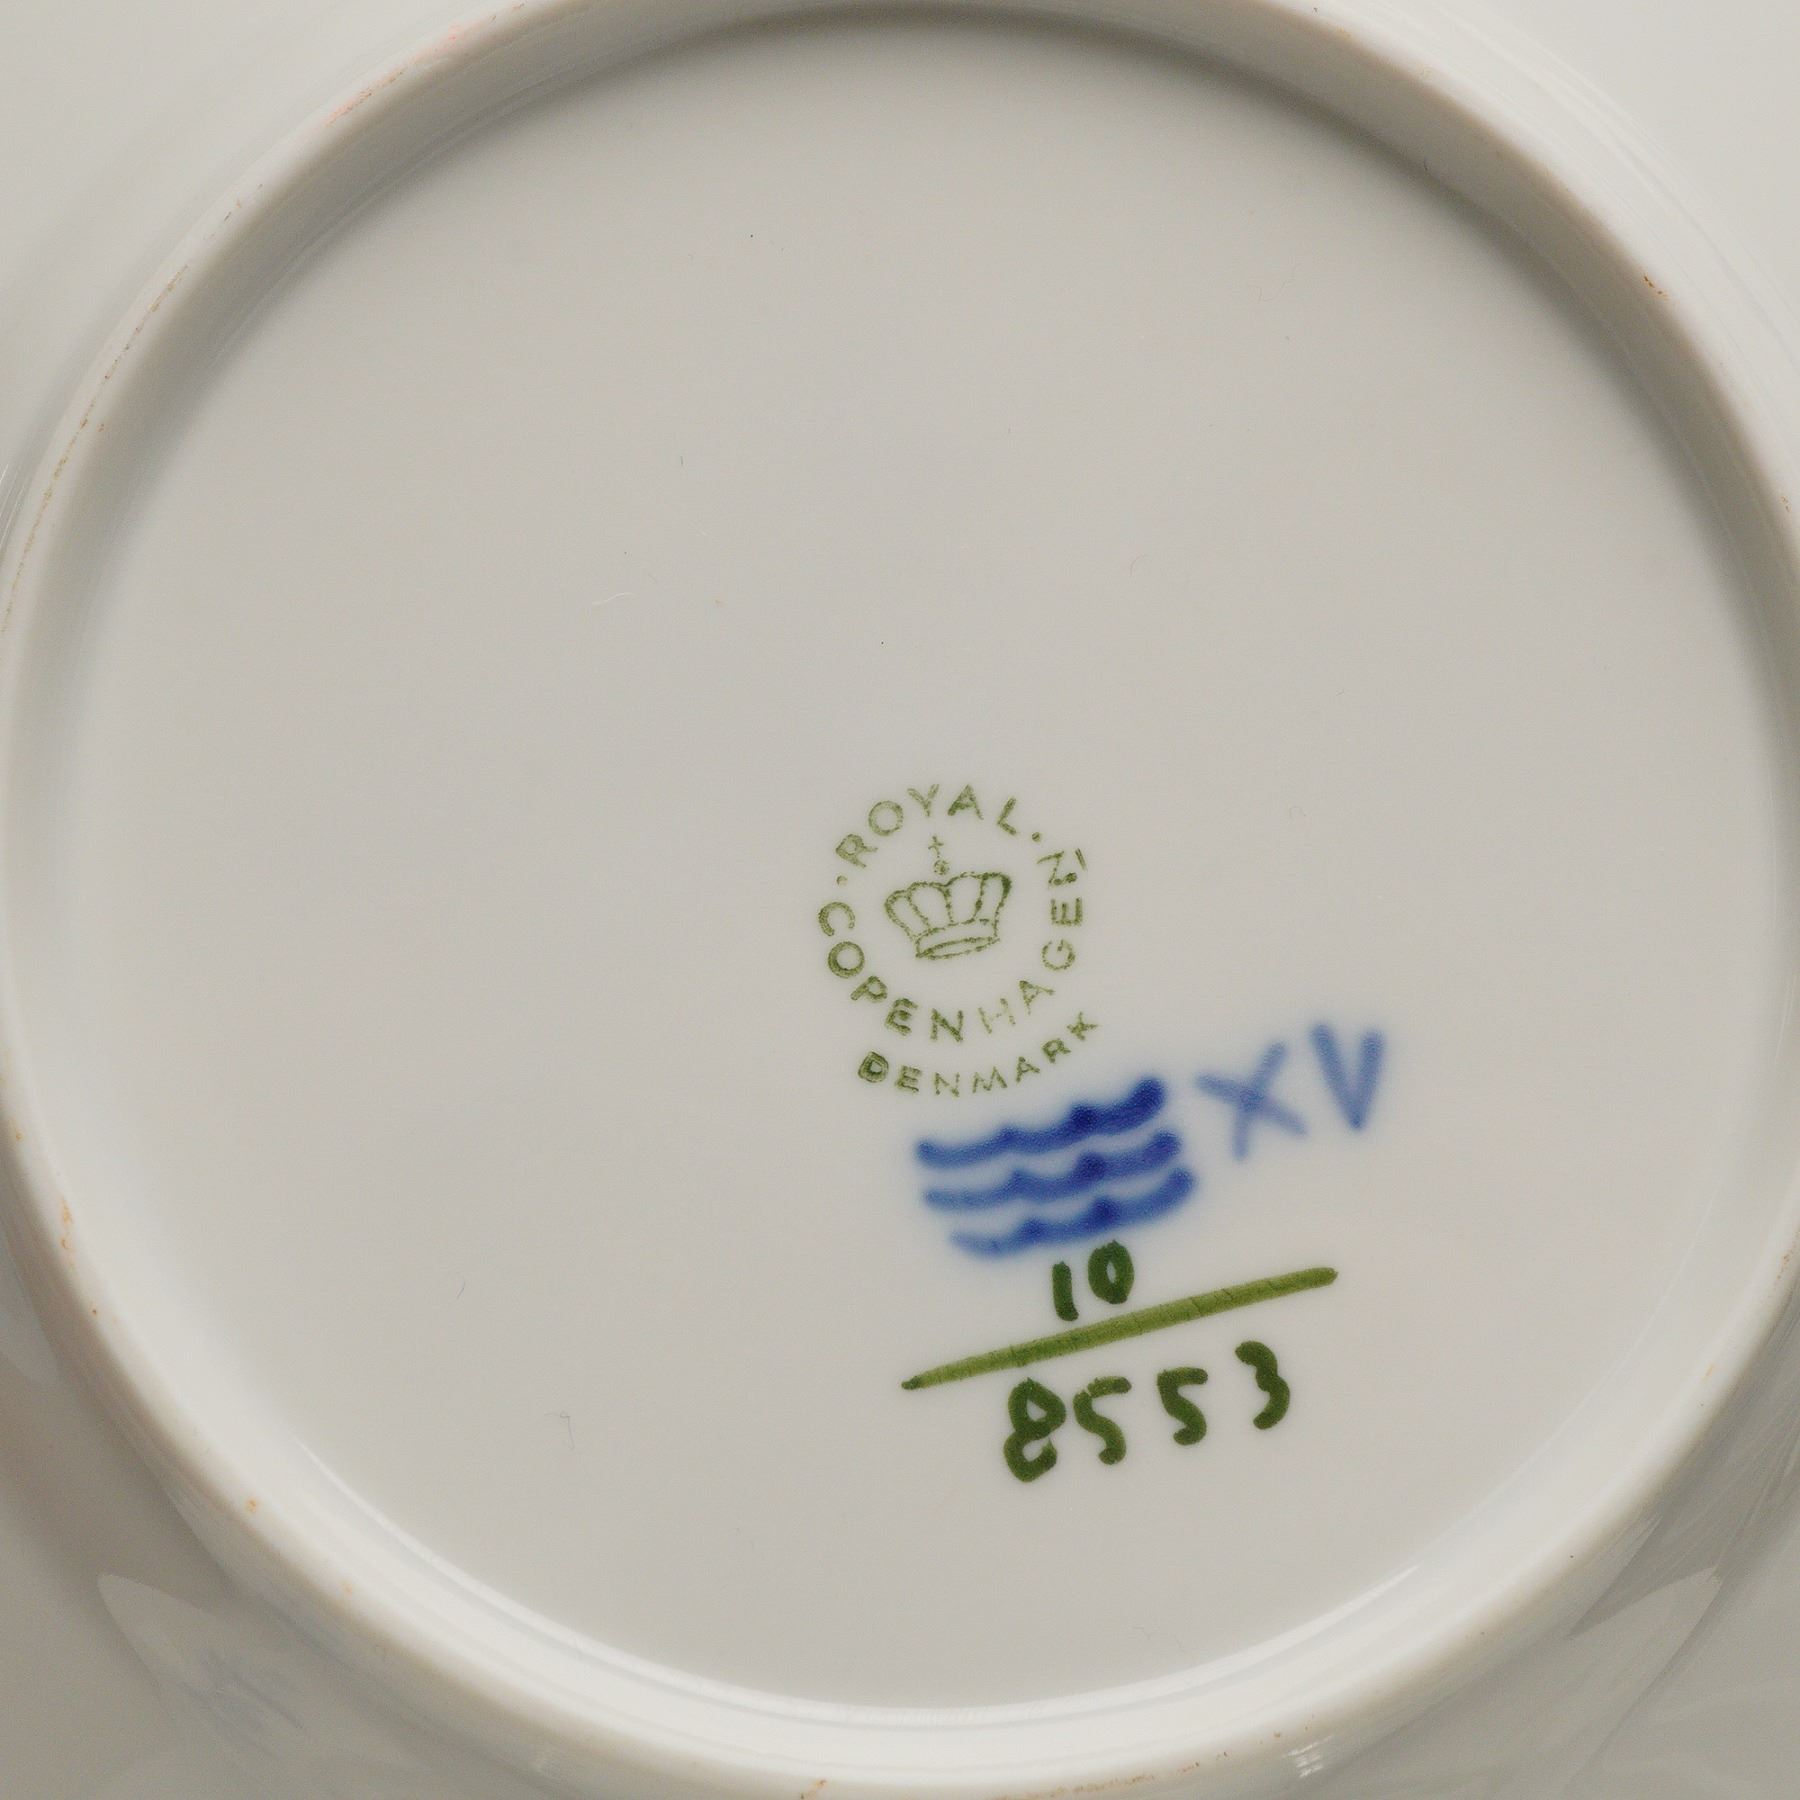 · ROYAL ·
COPENHAGEN
DENMARK
XV
10
8553